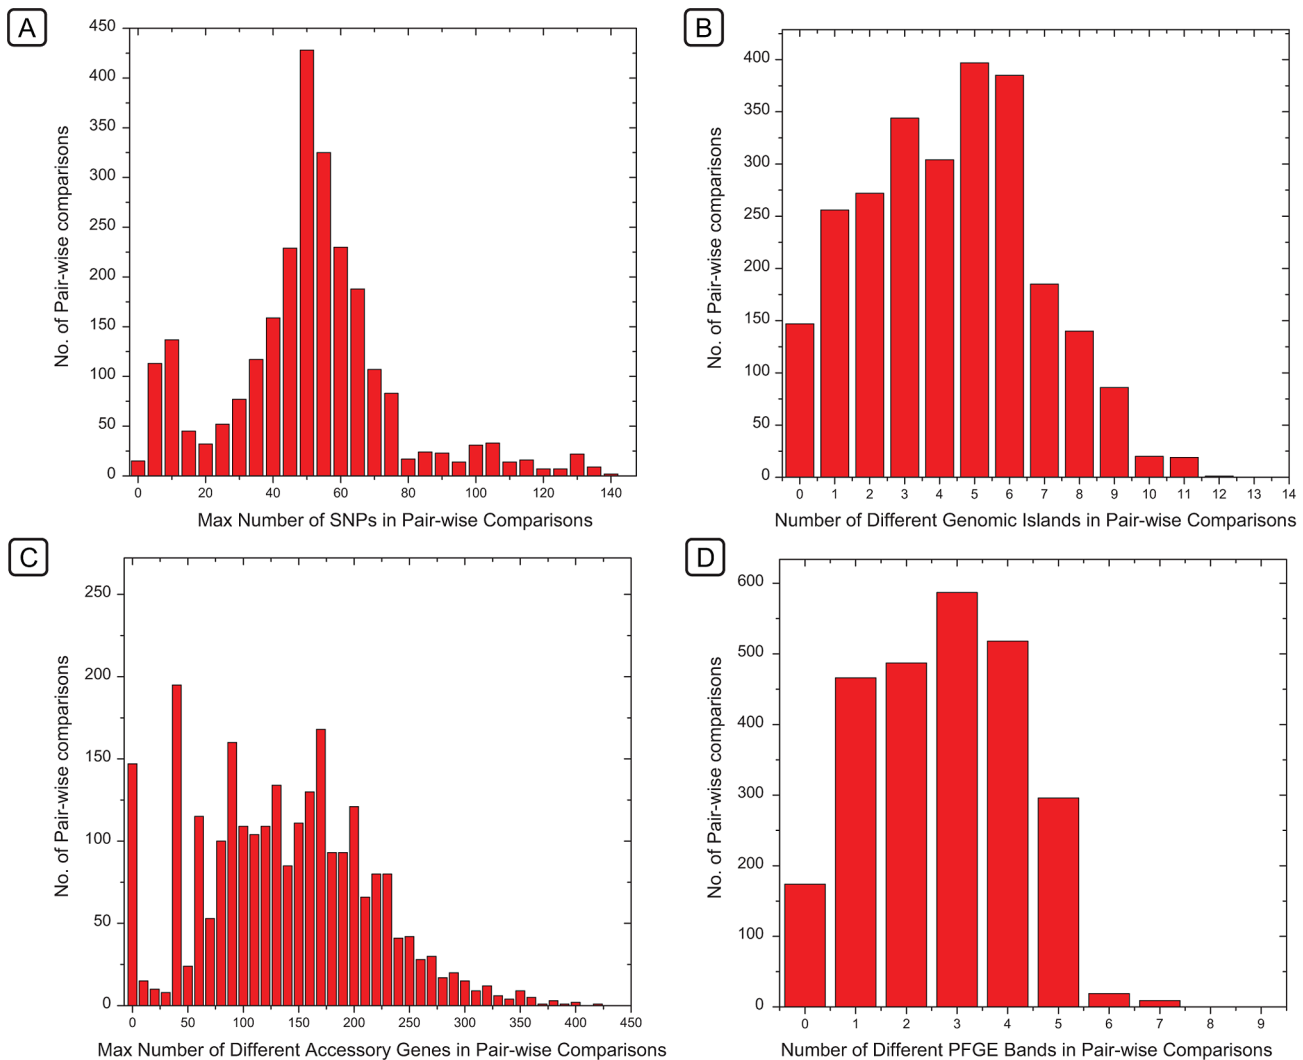 A
No. of Pair-wise comparisons
450
400
350
300
250
200
150
100
50
0
0 20 40 60 80 100 120 140
Max Number of SNPs in Pair-wise Comparisons
B
No. of Pair-wise comparisons
400
350
300
250
200
150
100
50
0
0 1 2 3 4 5 6 7 8 9 10 11 12 13 14
Number of Different Genomic Islands in Pair-wise Comparisons
C
No. of Pair-wise comparisons
250
200
150
100
50
0
0 50 100 150 200 250 300 350 400 450
Max Number of Different Accessory Genes in Pair-wise Comparisons
D
No. of Pair-wise comparisons
600
500
400
300
200
100
0
0 1 2 3 4 5 6 7 8 9
Number of Different PFGE Bands in Pair-wise Comparisons